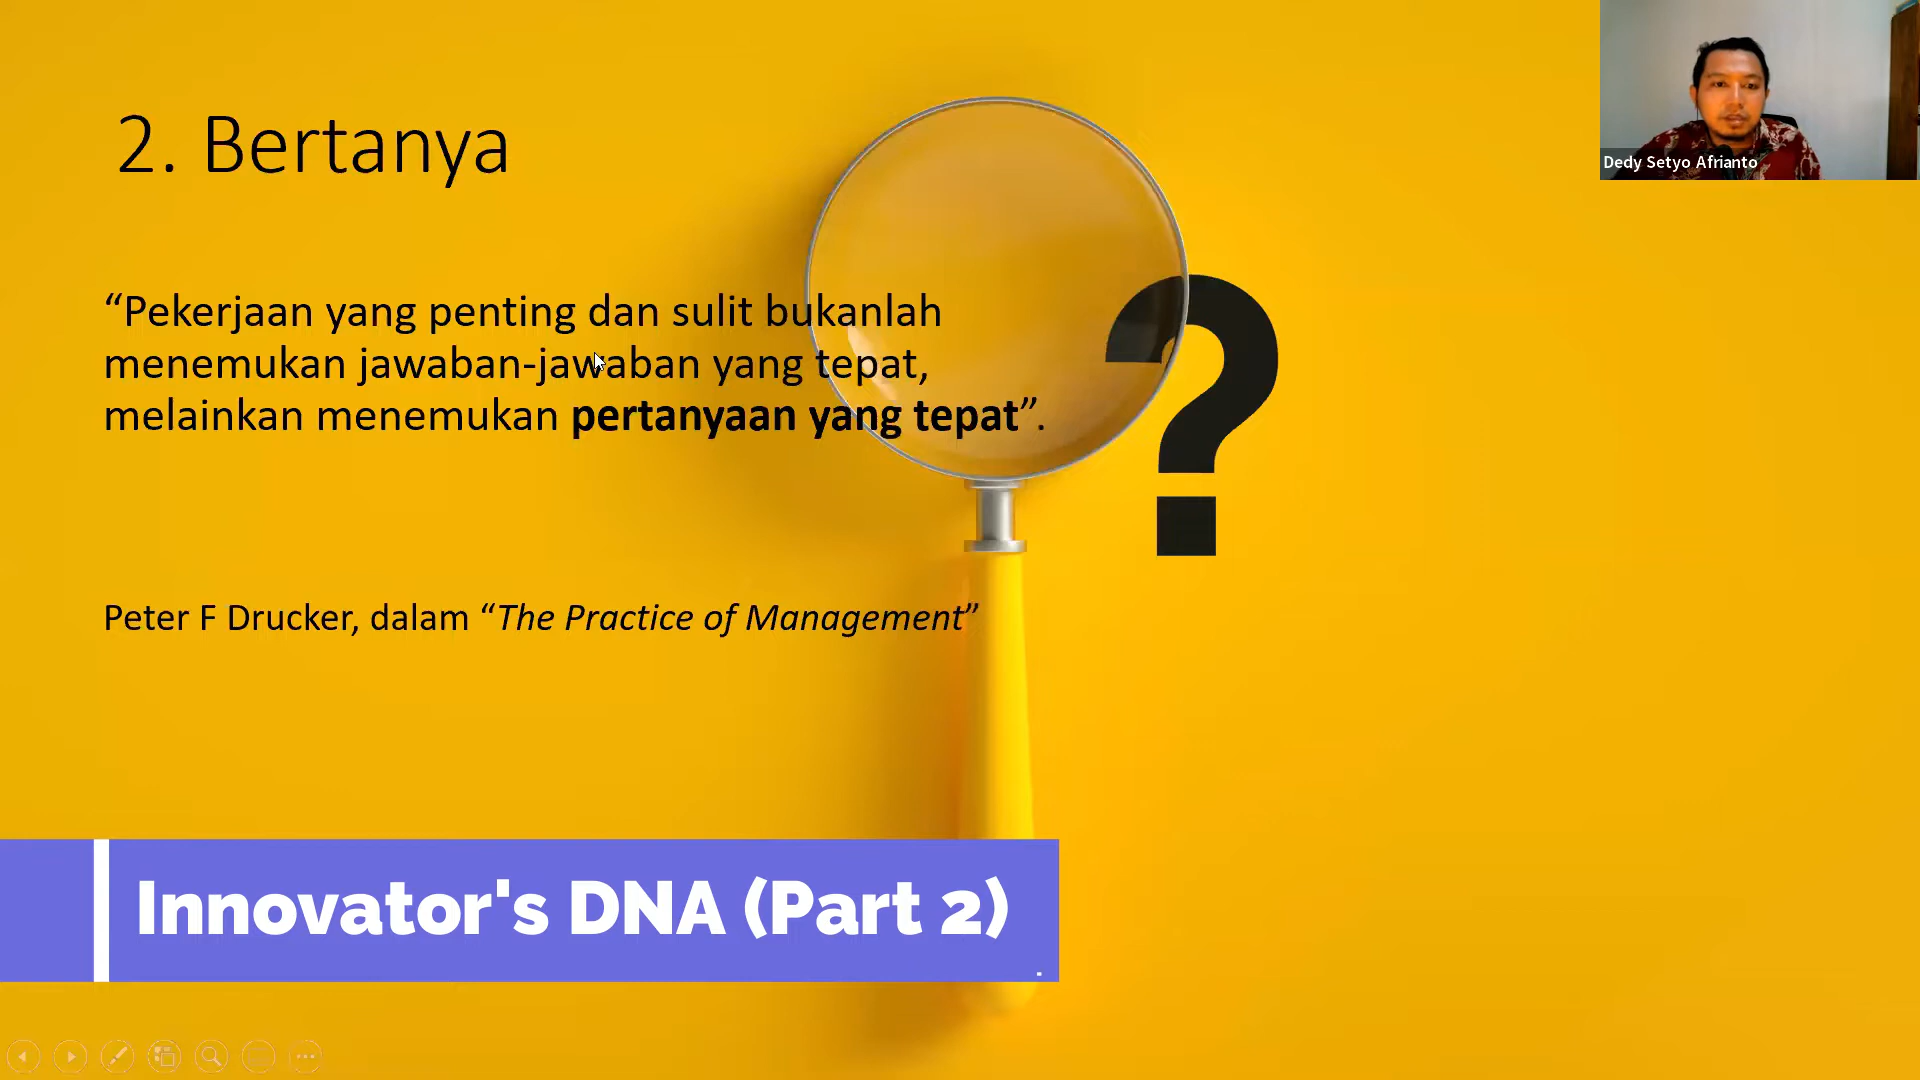 2. Bertanya
Dedy Setyo Afrianto
“Pekerjaan yang penting dan sulit bukanlah
menemukan jawaban-jawaban yang tepat,
melainkan menemukan pertanyaan yang tepat”.
?
Peter F Drucker, dalam “The Practice of Management”
Innovator's DNA (Part 2)
.